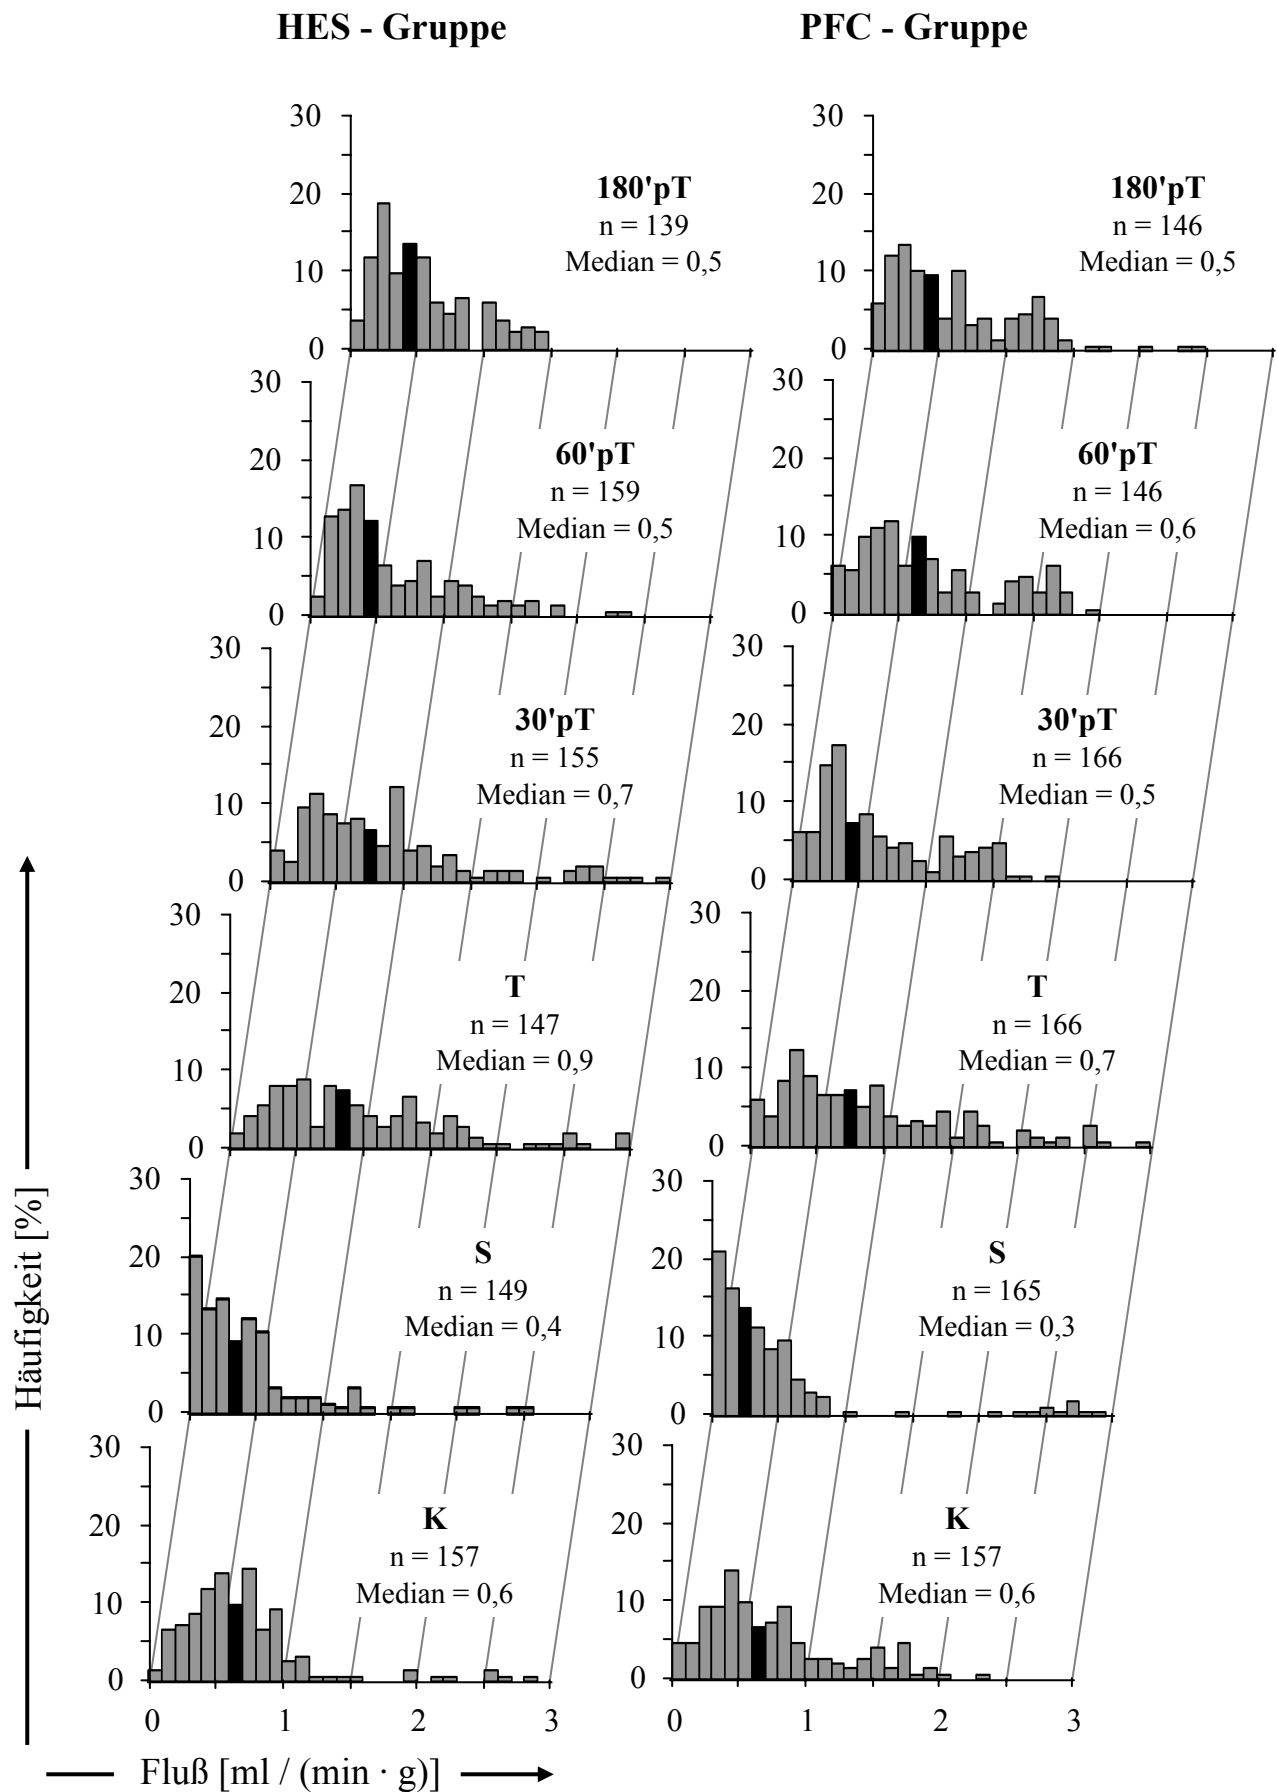 HES - Gruppe
PFC - Gruppe
30
20
10
0
180'pT
n = 139
Median = 0,5
30
20
10
0
180'pT
n = 146
Median = 0,5
30
20
10
0
60'pT
n = 159
Median = 0,5
30
20
10
0
60'pT
n = 146
Median = 0,6
30
20
10
0
30'pT
n = 155
Median = 0,7
30
20
10
0
30'pT
n = 166
Median = 0,5
30
20
10
0
T
n = 147
Median = 0,9
30
20
10
0
T
n = 166
Median = 0,7
30
20
10
0
S
n = 149
Median = 0,4
30
20
10
0
S
n = 165
Median = 0,3
30
20
10
0
K
n = 157
Median = 0,6
30
20
10
0
K
n = 157
Median = 0,6
0 1 2 3
0 1 2 3
Häufigkeit [%]
Fluß [ml / (min · g)]